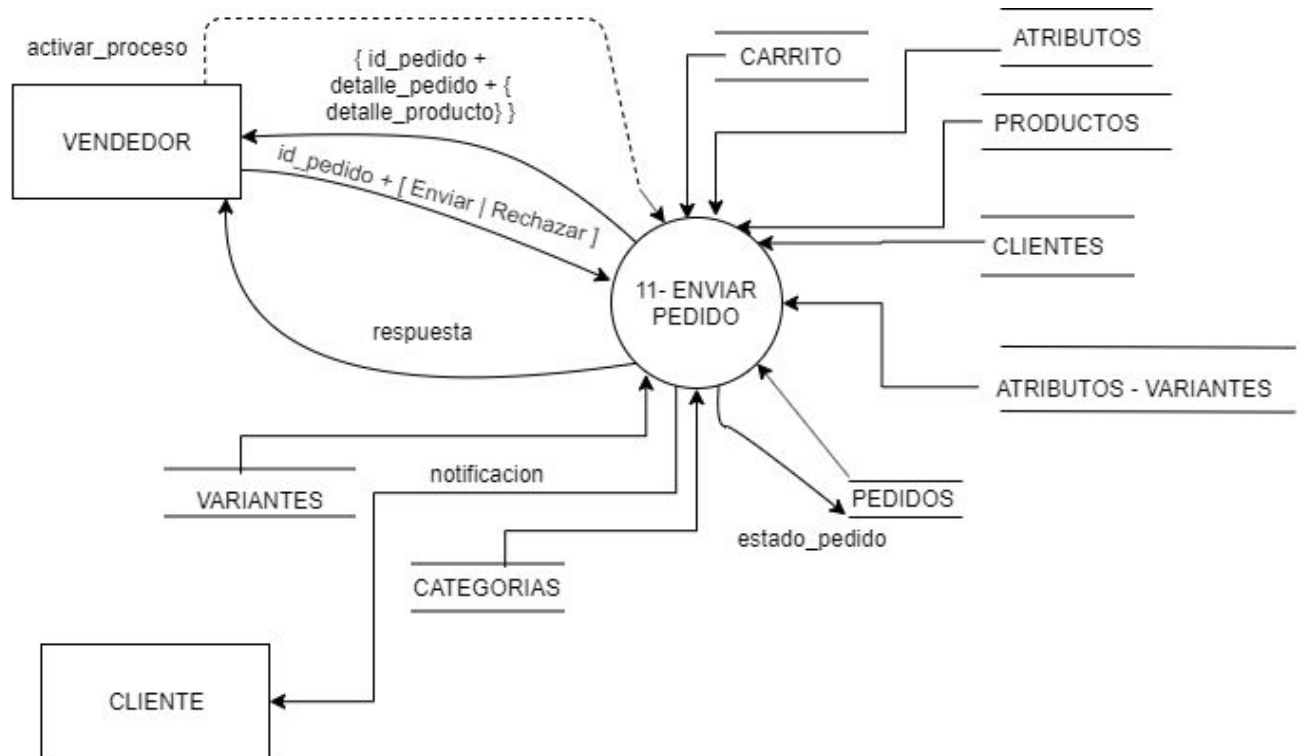 activar_proceso
{ id_pedido +
detalle_pedido + {
detalle_producto} }
CARRITO
ATRIBUTOS
VENDEDOR
PRODUCTOS
id_pedido + [ Enviar | Rechazar ]
CLIENTES
11- ENVIAR
PEDIDO
respuesta
ATRIBUTOS - VARIANTES
notificacion
VARIANTES
PEDIDOS
estado_pedido
CATEGORIAS
CLIENTE